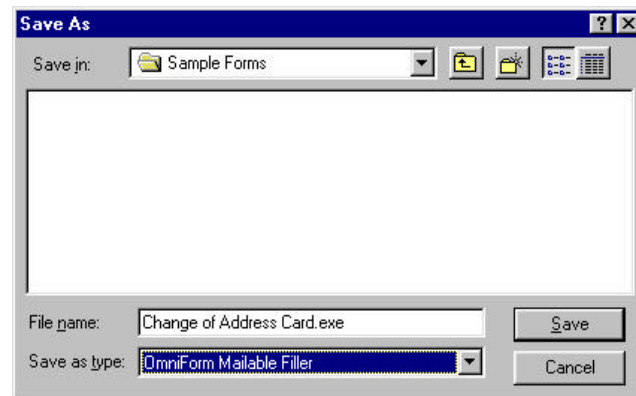 Save As
Save in: Sample Forms
File name: Change of Address Card.exe
Save
Save as type: OmniForm Mailable Filler
Cancel